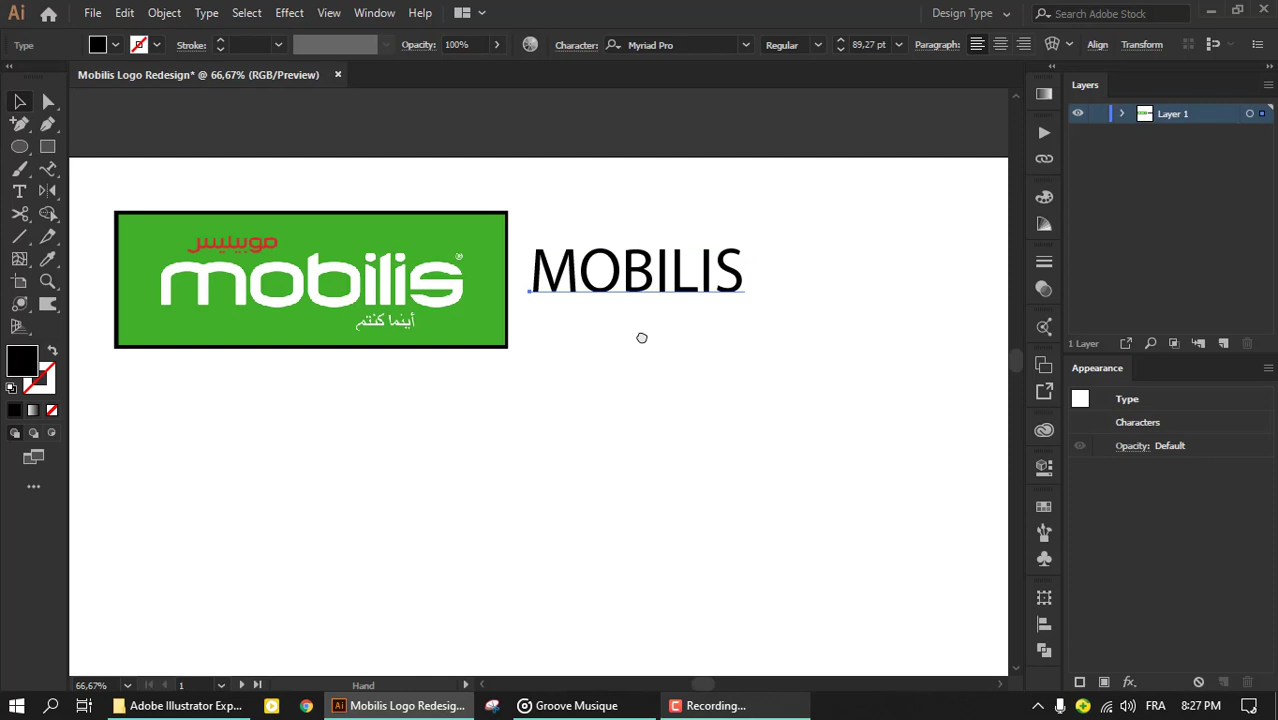 Ai File Edit Object Type Select Effect View Window Help Design Type Search Adobe Stock
Type Stroke: Opacity: 100% Character: Myriad Pro Regular 89,27 pt Paragraph: Align Transform
Mobilis Logo Redesign* @ 66,67% (RGB/Preview)
موبيليس
mobilis®
أينما كنتم
MOBILIS
Layers
Layer 1
1 Layer
Appearance
Type
Characters
Opacity: Default
66,67% 1 Hand
Adobe Illustrator Exp... Ai Mobilis Logo Redesig... Groove Musique Recording... FR 8:27 PM